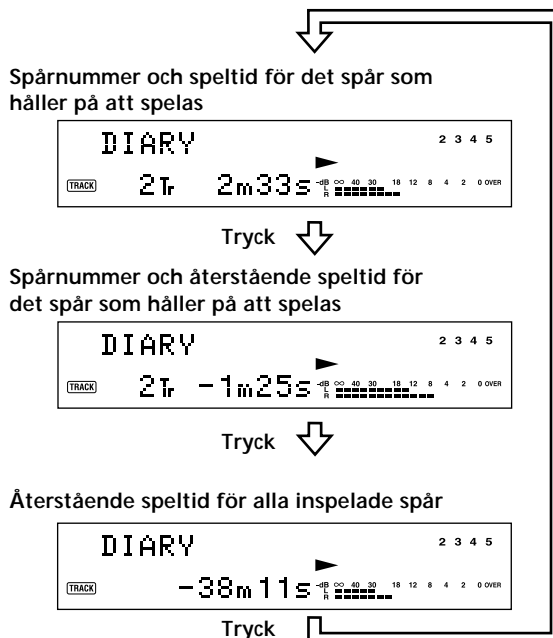 Spårnummer och speltid för det spår som
håller på att spelas
DIARY
2 3 4 5
TRACK 2Tr 2m33s -dB ∞ 40 30 18 12 8 4 2 0 OVER
L
R
Tryck
Spårnummer och återstående speltid för
det spår som håller på att spelas
DIARY
2 3 4 5
TRACK 2Tr -1m25s -dB ∞ 40 30 18 12 8 4 2 0 OVER
L
R
Tryck
Återstående speltid för alla inspelade spår
DIARY
2 3 4 5
TRACK -38m11s -dB ∞ 40 30 18 12 8 4 2 0 OVER
L
R
Tryck